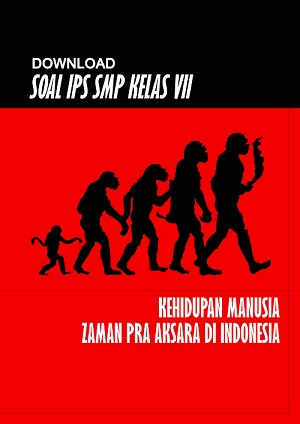 DOWNLOAD
SOAL IPS SMP KELAS VII
KEHIDUPAN MANUSIA
ZAMAN PRA AKSARA DI INDONESIA